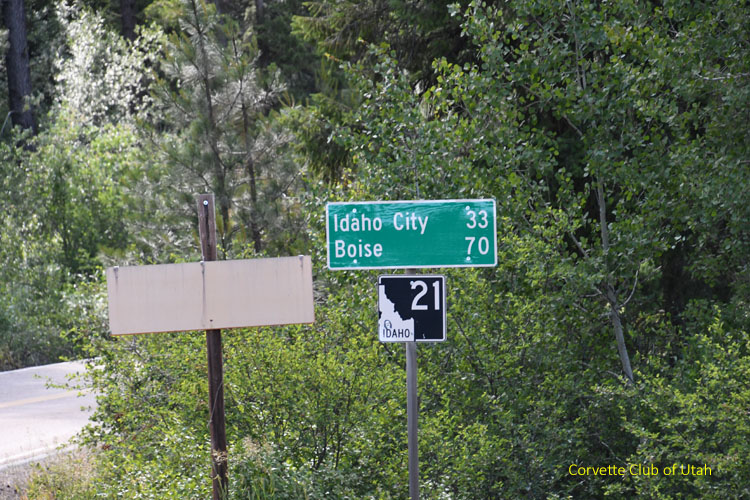 Idaho City 33
Boise 70
21
IDAHO
Corvette Club of Utah